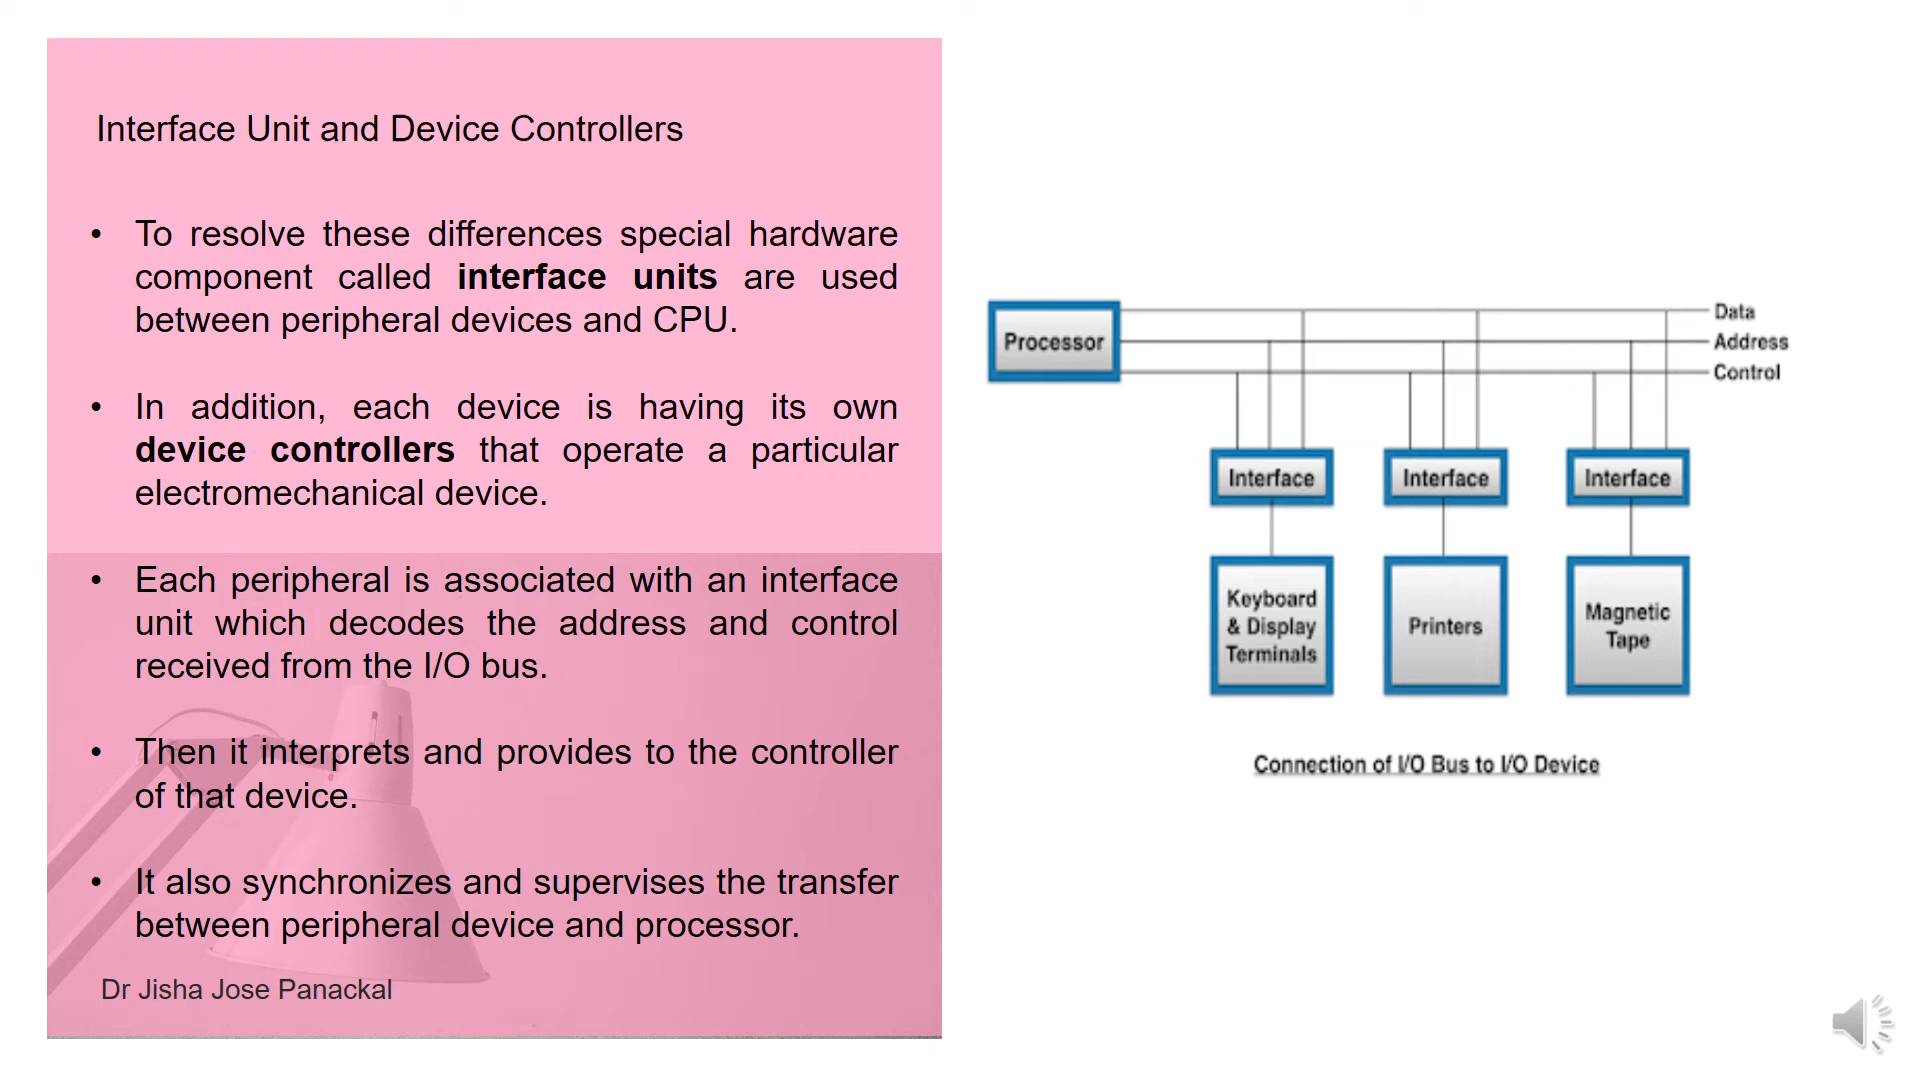 Interface Unit and Device Controllers
• To resolve these differences special hardware
component called interface units are used
between peripheral devices and CPU.
• In addition, each device is having its own
device controllers that operate a particular
electromechanical device.
• Each peripheral is associated with an interface
unit which decodes the address and control
received from the I/O bus.
• Then it interprets and provides to the controller
of that device.
• It also synchronizes and supervises the transfer
between peripheral device and processor.
Dr Jisha Jose Panackal
Processor
Data
Address
Control
Interface
Interface
Interface
Keyboard
& Display
Terminals
Printers
Magnetic
Tape
Connection of I/O Bus to I/O Device